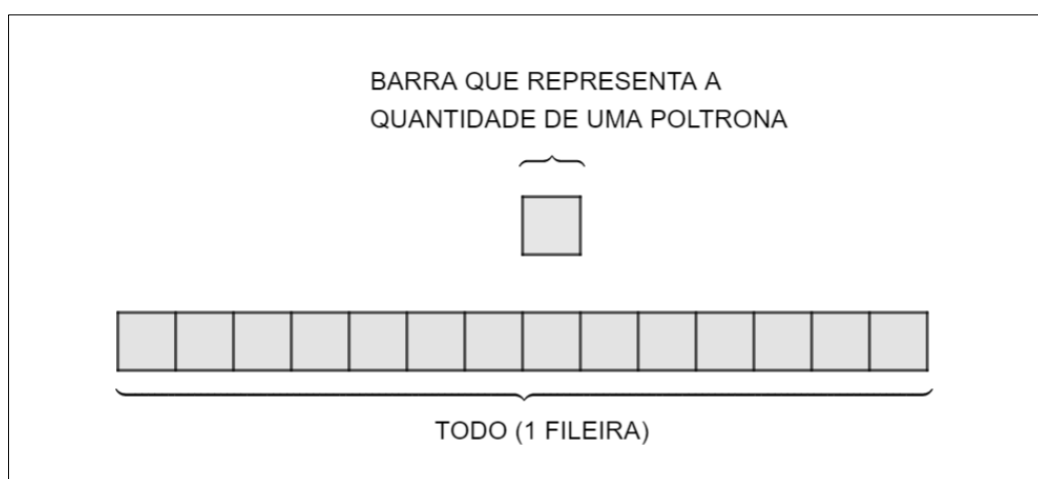 BARRA QUE REPRESENTA A
QUANTIDADE DE UMA POLTRONA
TODO (1 FILEIRA)